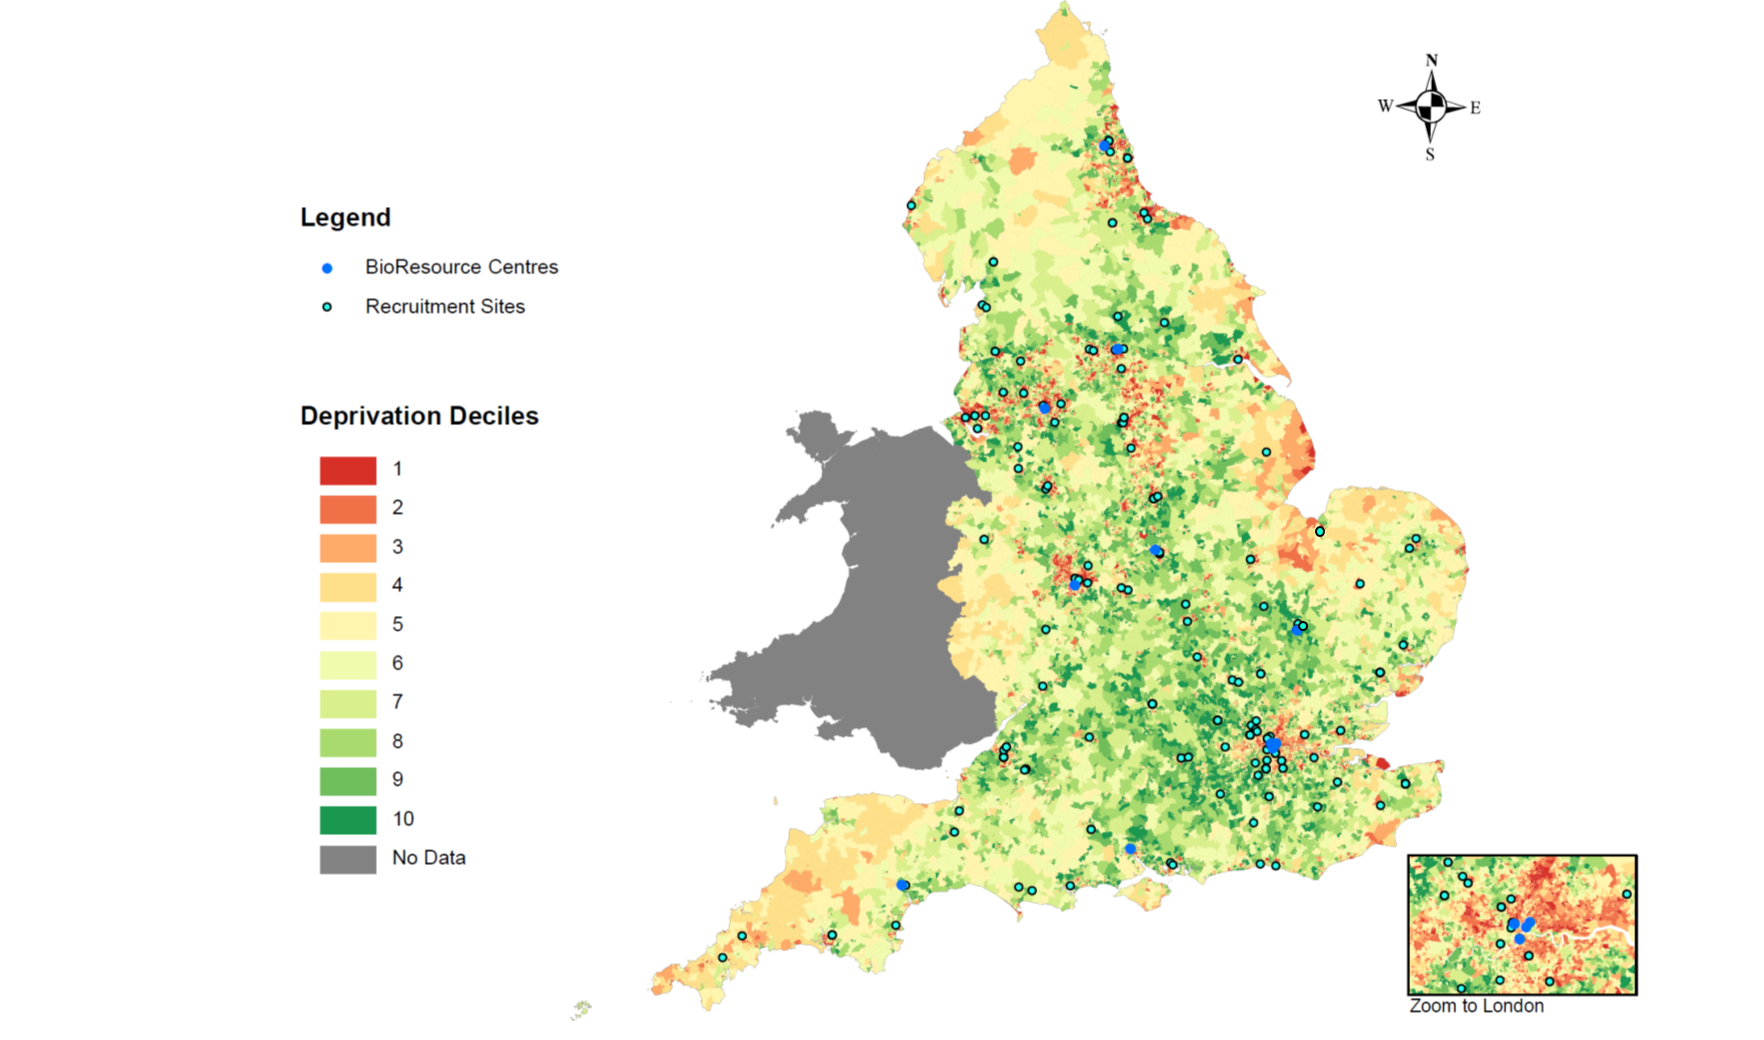 N
W E
S
Legend
BioResource Centres
Recruitment Sites
Deprivation Deciles
1
2
3
4
5
6
7
8
9
10
No Data
Zoom to London